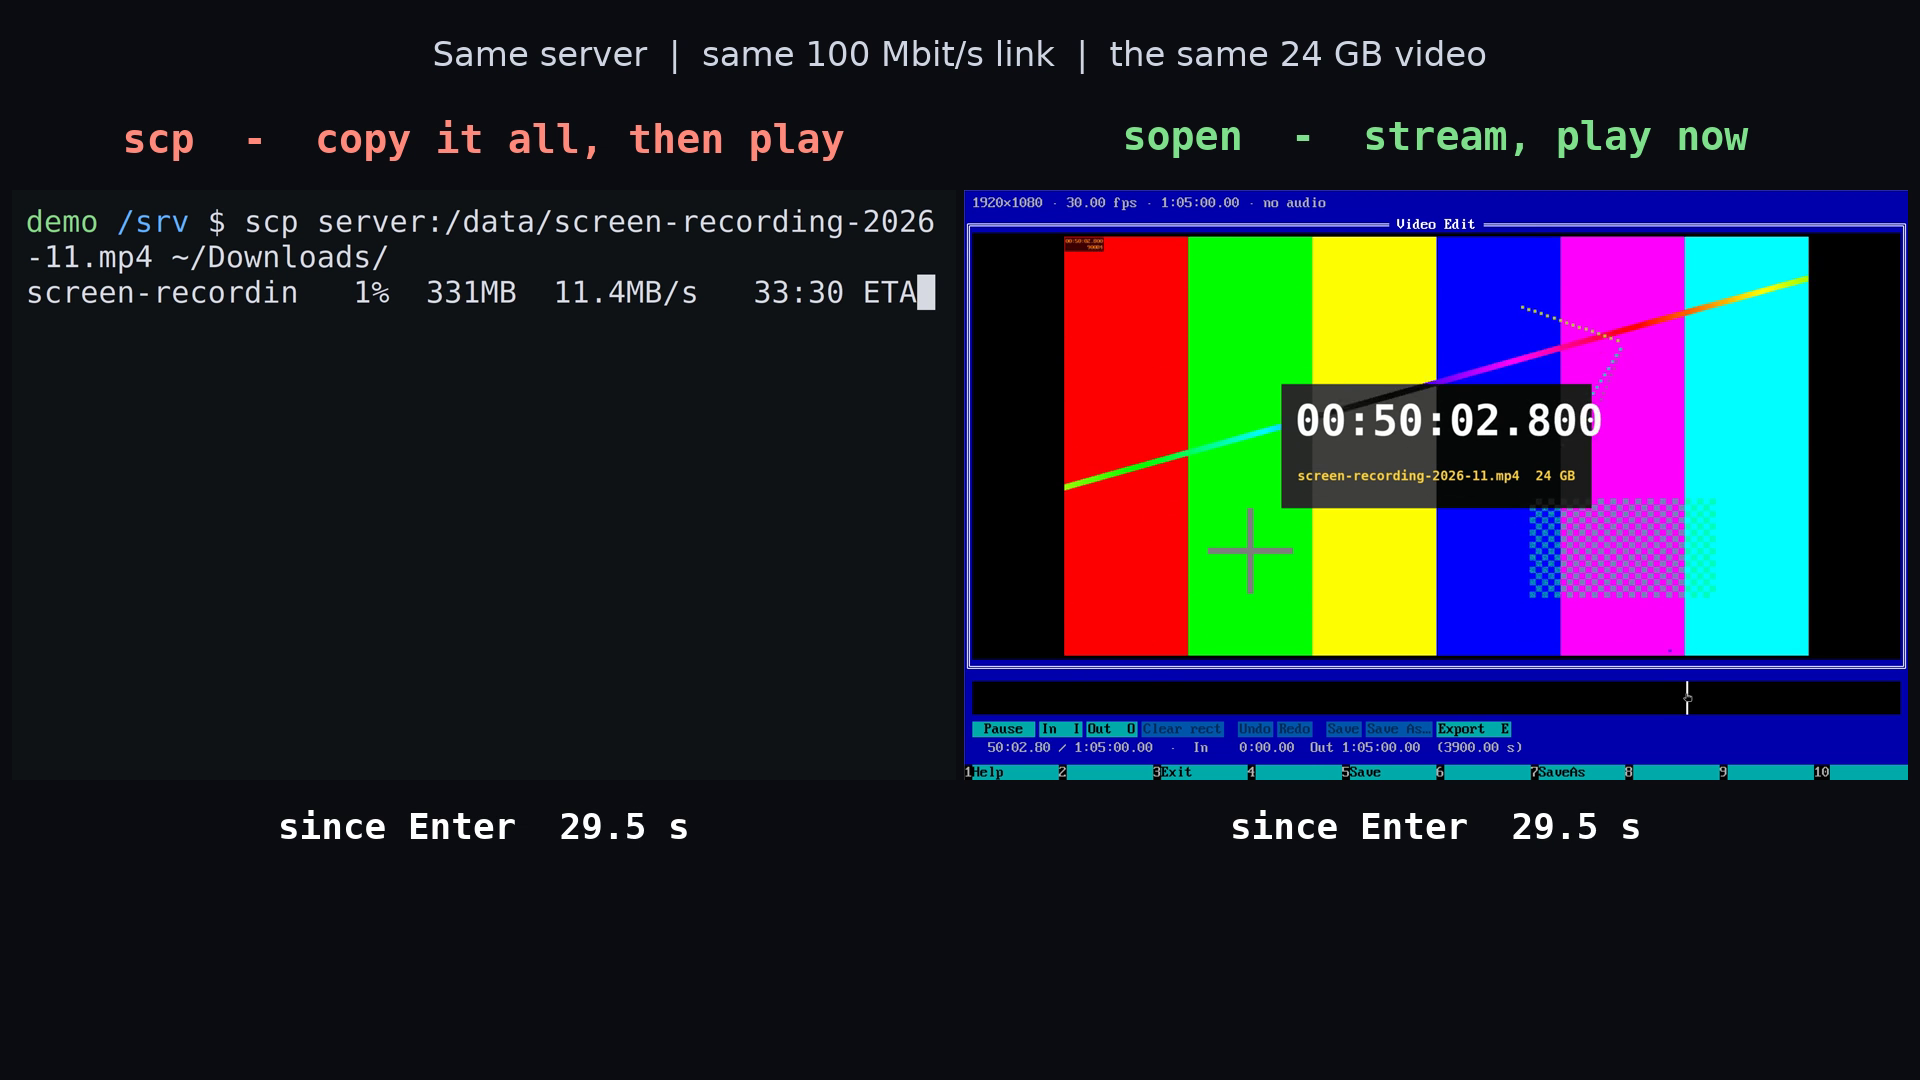 Same server | same 100 Mbit/s link | the same 24 GB video
scp - copy it all, then play
demo /srv $ scp server:/data/screen-recording-2026
-11.mp4 ~/Downloads/
screen-recordin 1% 331MB 11.4MB/s 33:30 ETA
since Enter 29.5 s
sopen - stream, play now
1920×1080 · 30.00 fps · 1:05:00.00 · no audio
Video Edit
00:50:02.800
00:50:02.800
screen-recording-2026-11.mp4 24 GB
Pause In I Out O Clear rect Undo Redo Save Save As… Export E
50:02.80 / 1:05:00.00 · In 0:00.00 Out 1:05:00.00 (3900.00 s)
1Help 2 3Exit 4 5Save 6 7SaveAs 8 9 10
since Enter 29.5 s